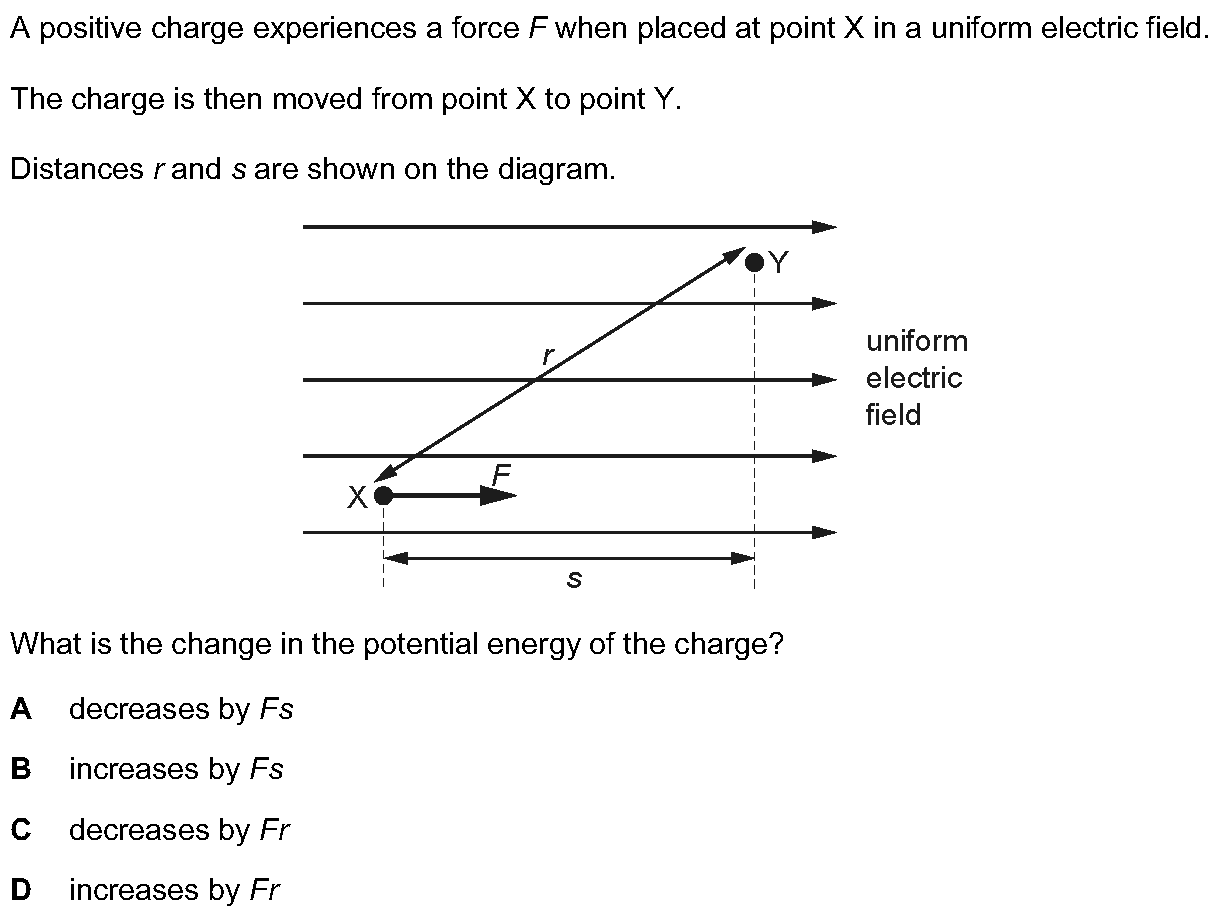 A positive charge experiences a force F when placed at point X in a uniform electric field.
The charge is then moved from point X to point Y.
Distances r and s are shown on the diagram.
Y
r
uniform
electric
field
F
X
s
What is the change in the potential energy of the charge?
A decreases by Fs
B increases by Fs
C decreases by Fr
D increases by Fr